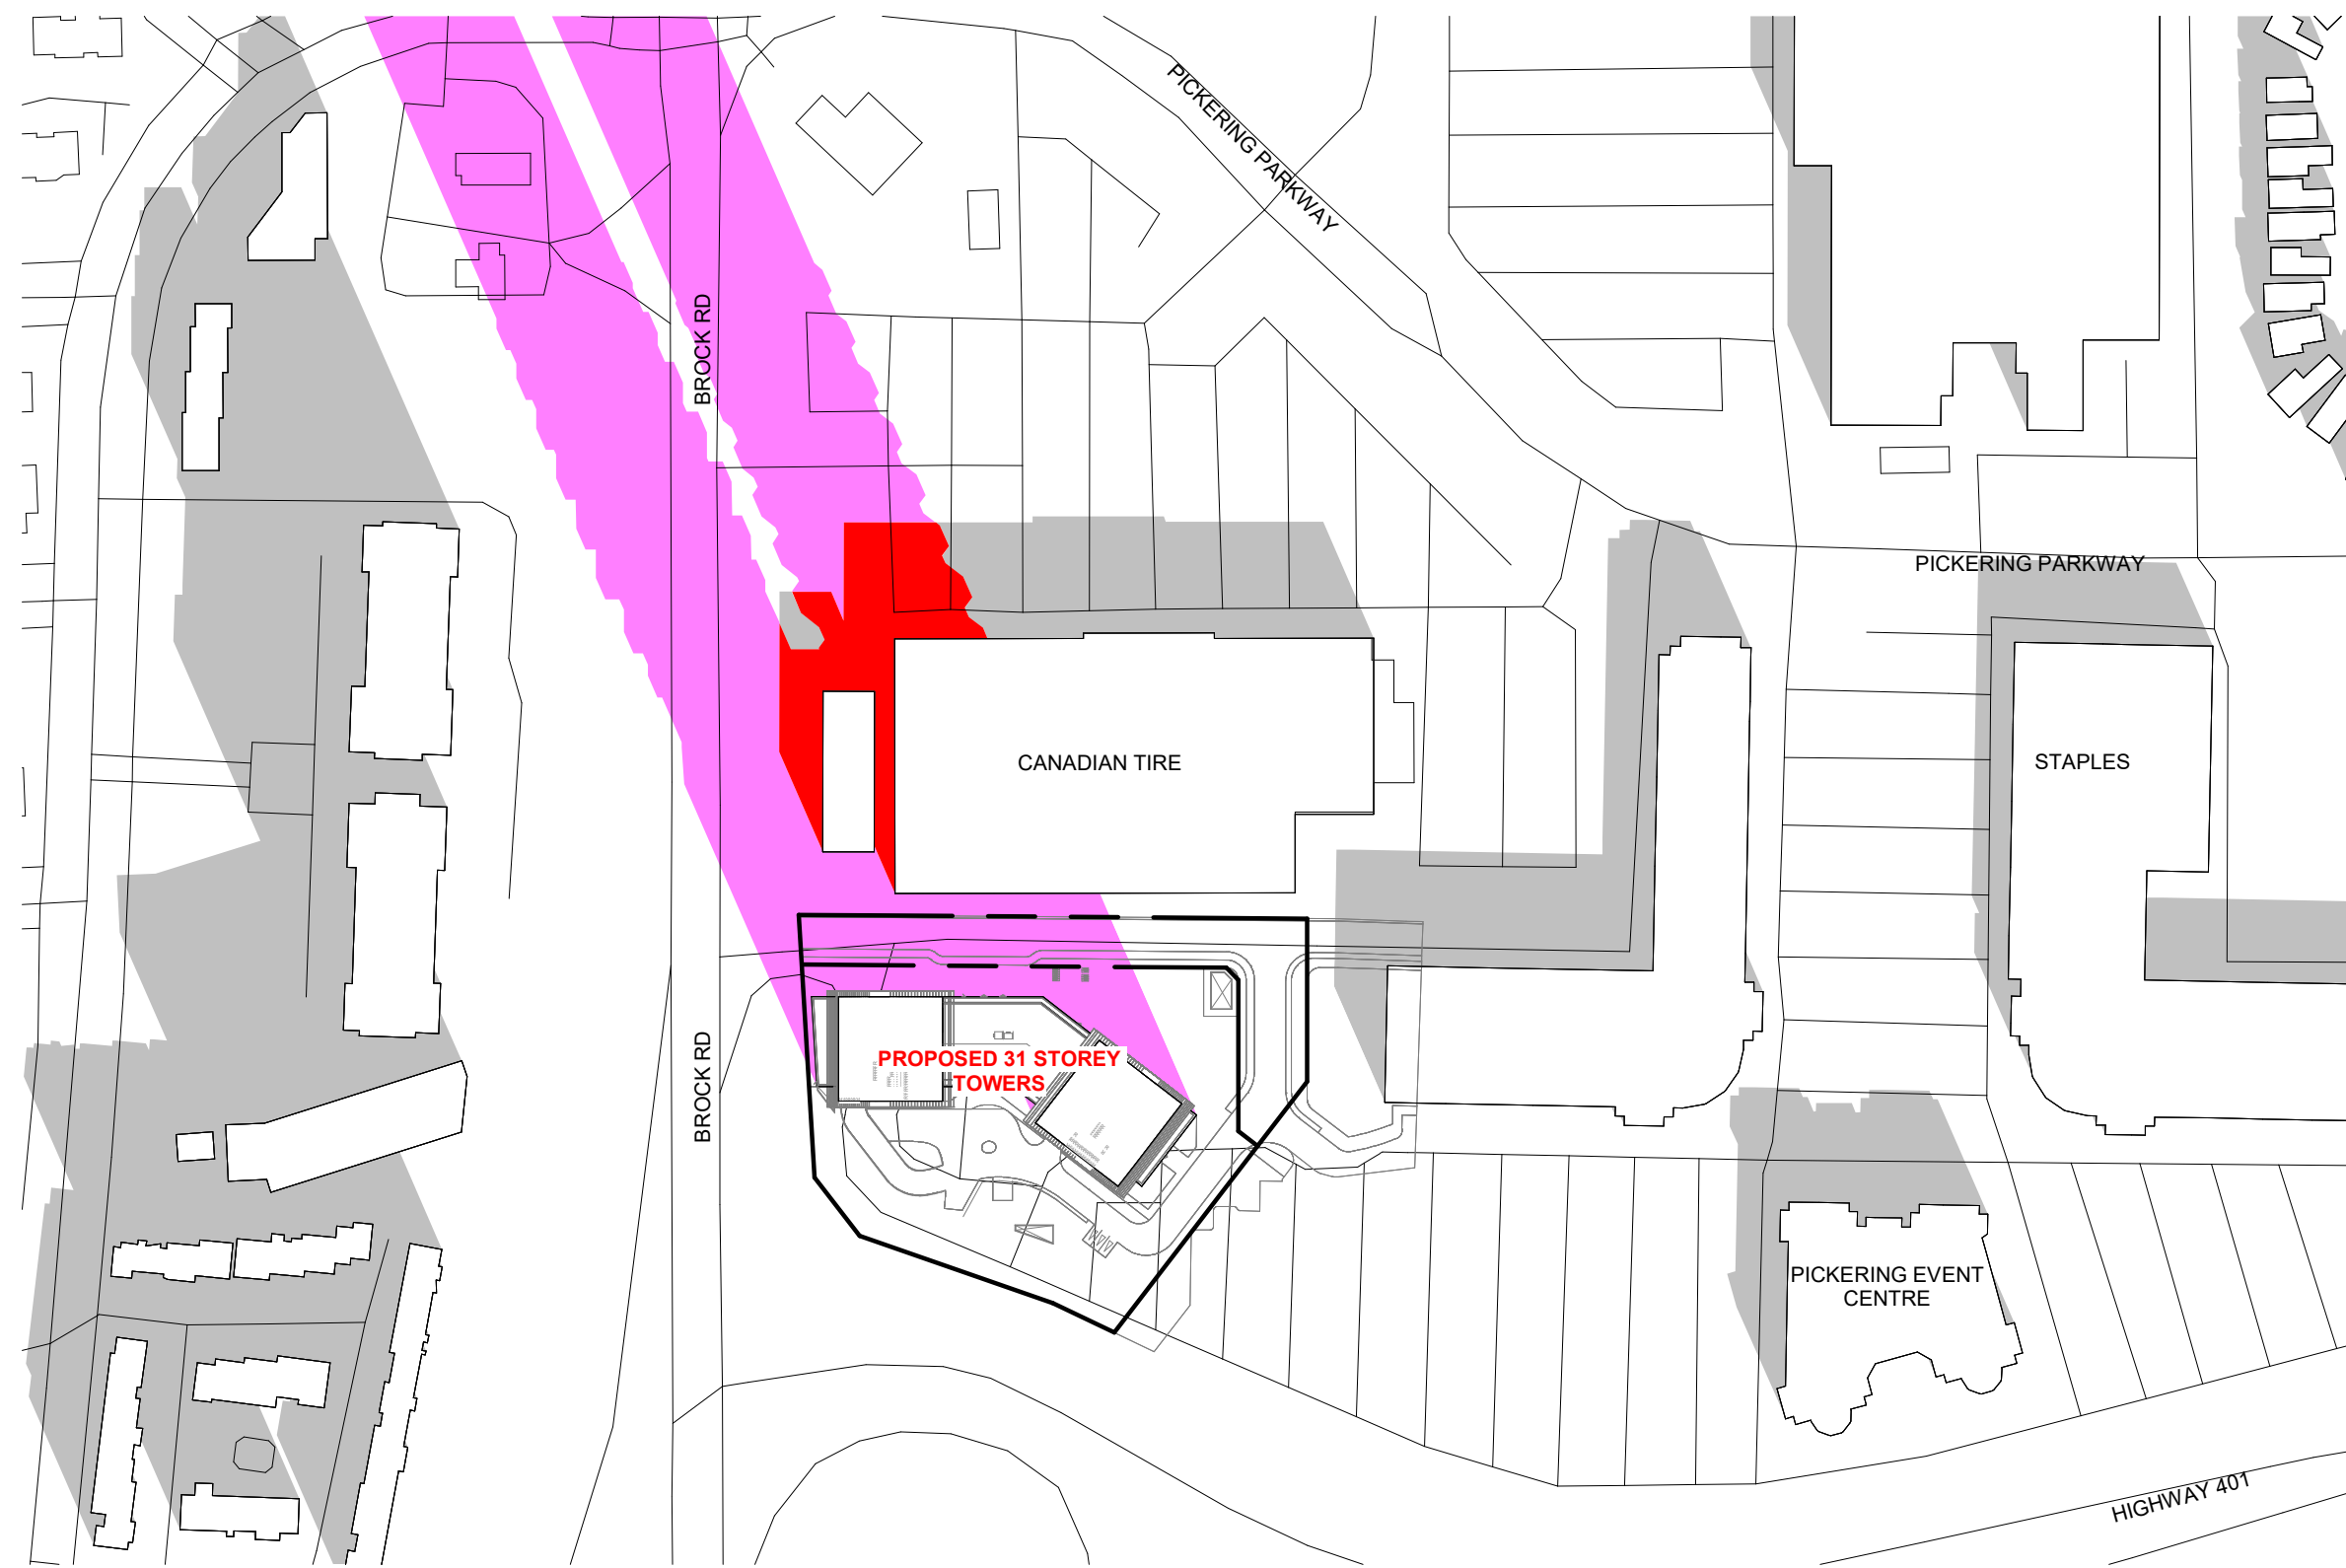 PICKERING PARKWAY
BROCK RD
PICKERING PARKWAY
CANADIAN TIRE
STAPLES
PROPOSED 31 STOREY
TOWERS
BROCK RD
PICKERING EVENT
CENTRE
HIGHWAY 401